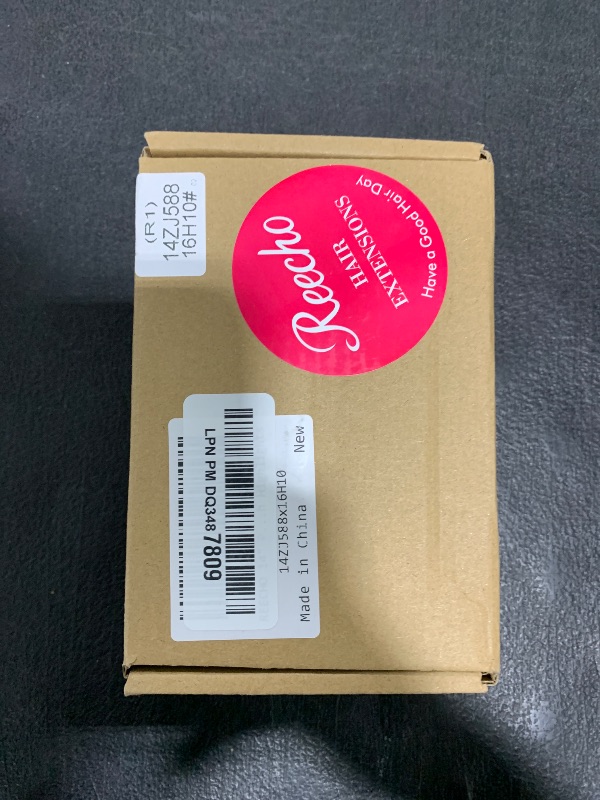 (R1)
14ZJ588
16H10#
Reecho
HAIR
EXTENSIONS
Have a Good Hair Day
LPN PM DQ3487809
14ZJ588x16H10
New
Made in China